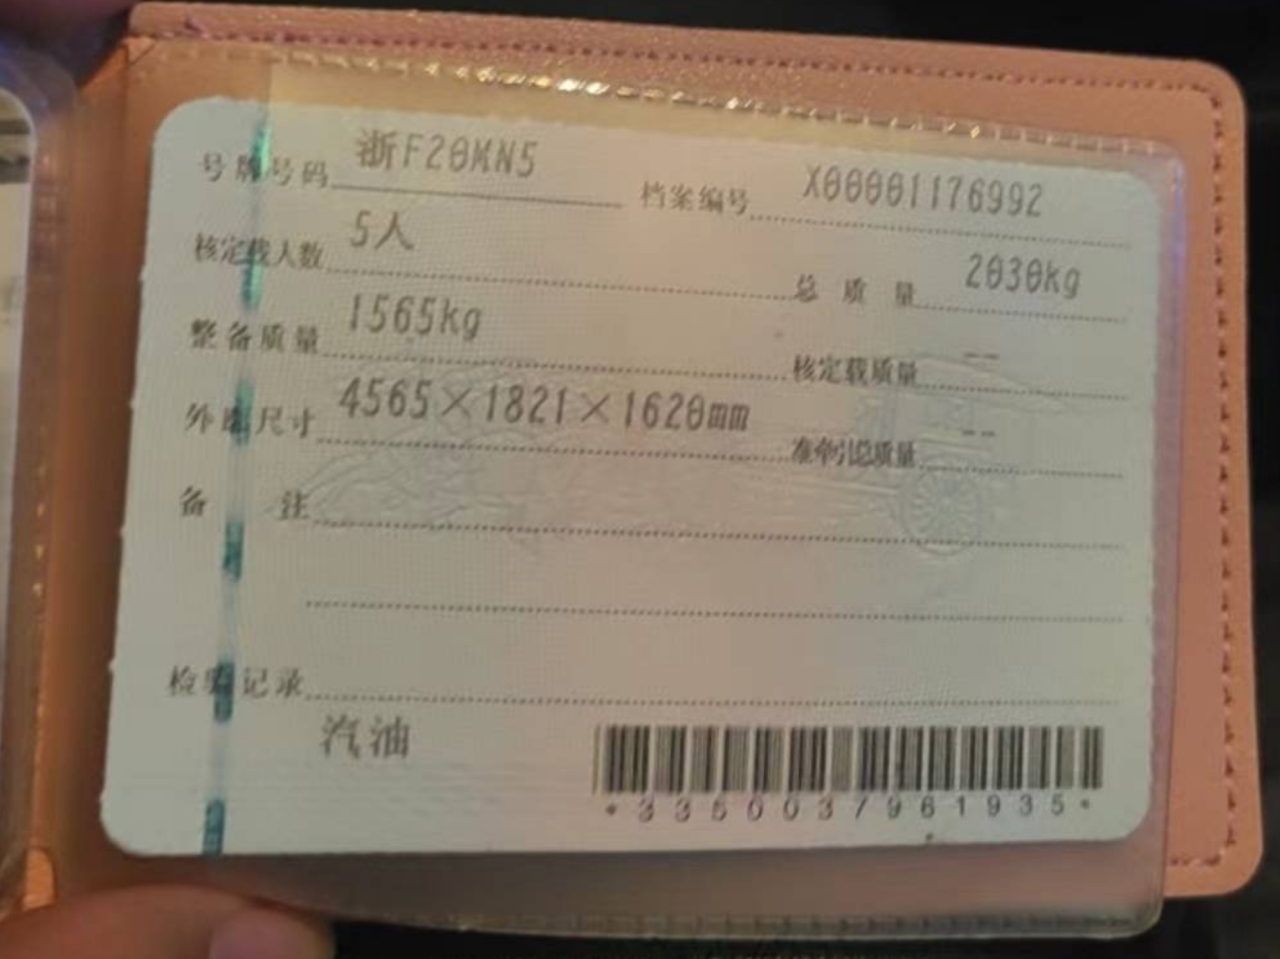 号牌号码 浙F20MN5 档案编号 X00001176992
核定载人数 5人 总质量 2030kg
整备质量 1565kg 核定载质量 --
外廓尺寸 4565×1821×1620mm 准牵引总质量 --
备注
检验记录
汽油
*3350037961935*